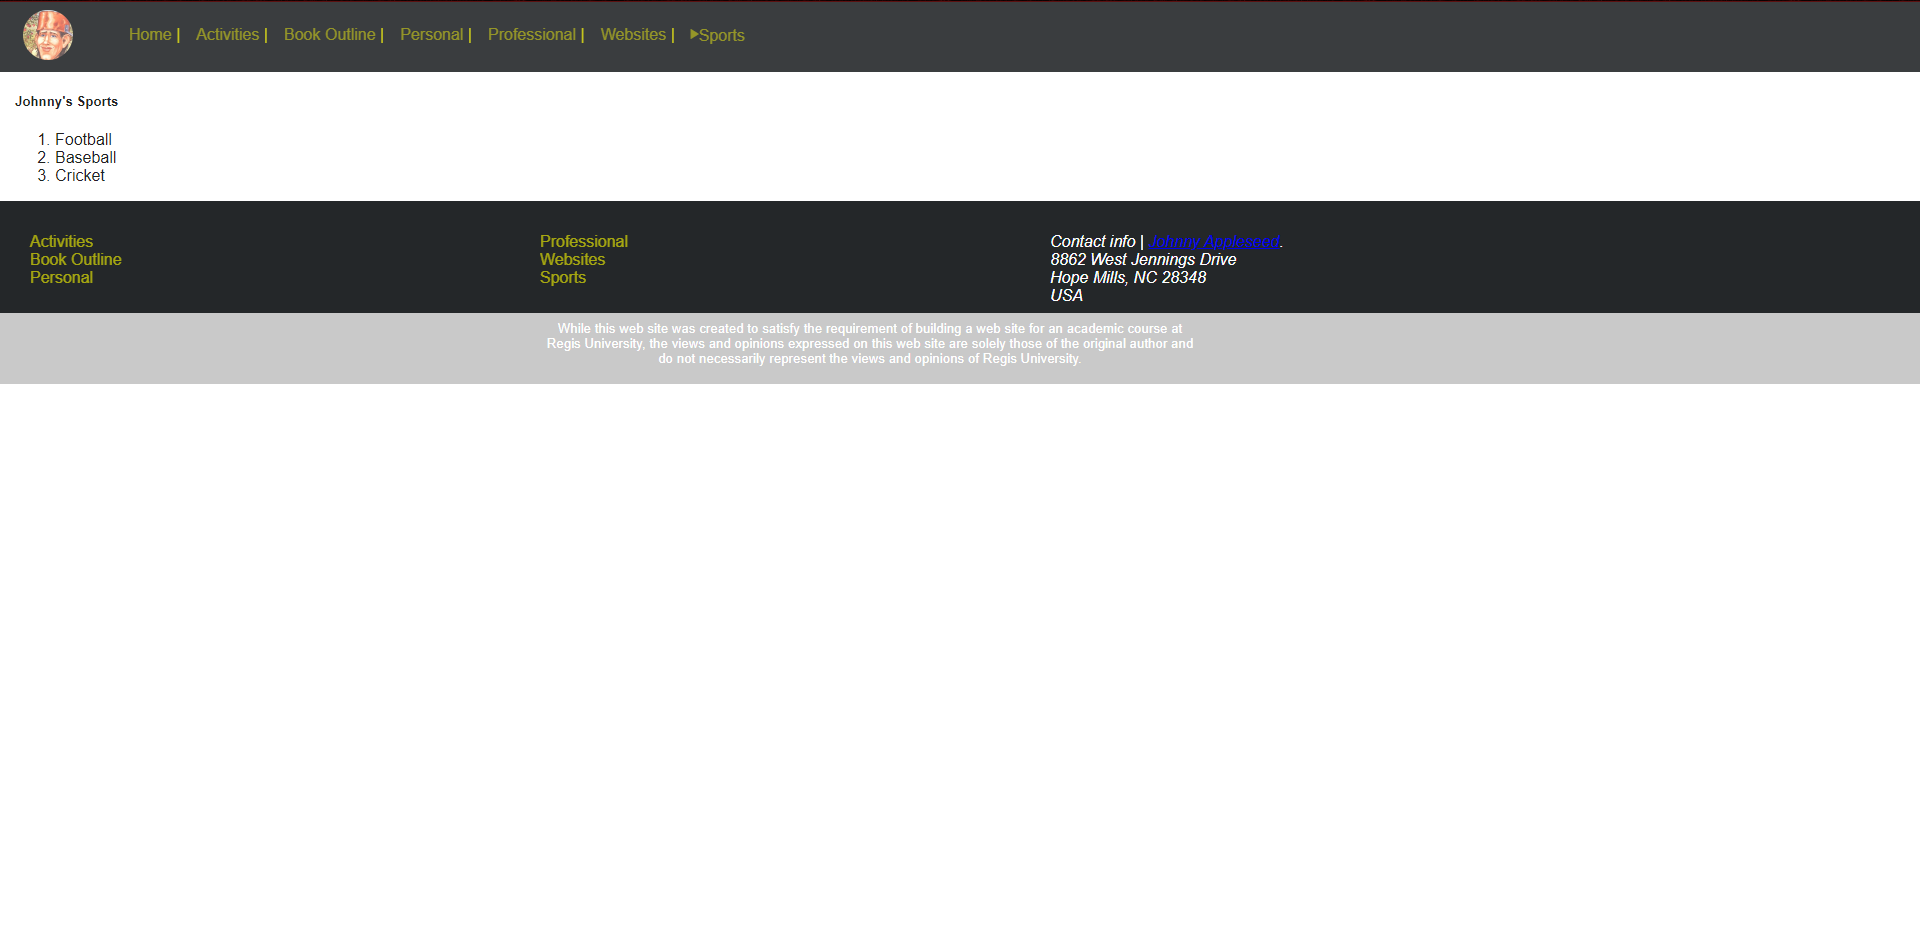 Home | Activities | Book Outline | Personal | Professional | Websites | ▶Sports
Johnny's Sports
1. Football
2. Baseball
3. Cricket
Activities
Book Outline
Personal
Professional
Websites
Sports
Contact info | Johnny Appleseed.
8862 West Jennings Drive
Hope Mills, NC 28348
USA
While this web site was created to satisfy the requirement of building a web site for an academic course at
Regis University, the views and opinions expressed on this web site are solely those of the original author and
do not necessarily represent the views and opinions of Regis University.